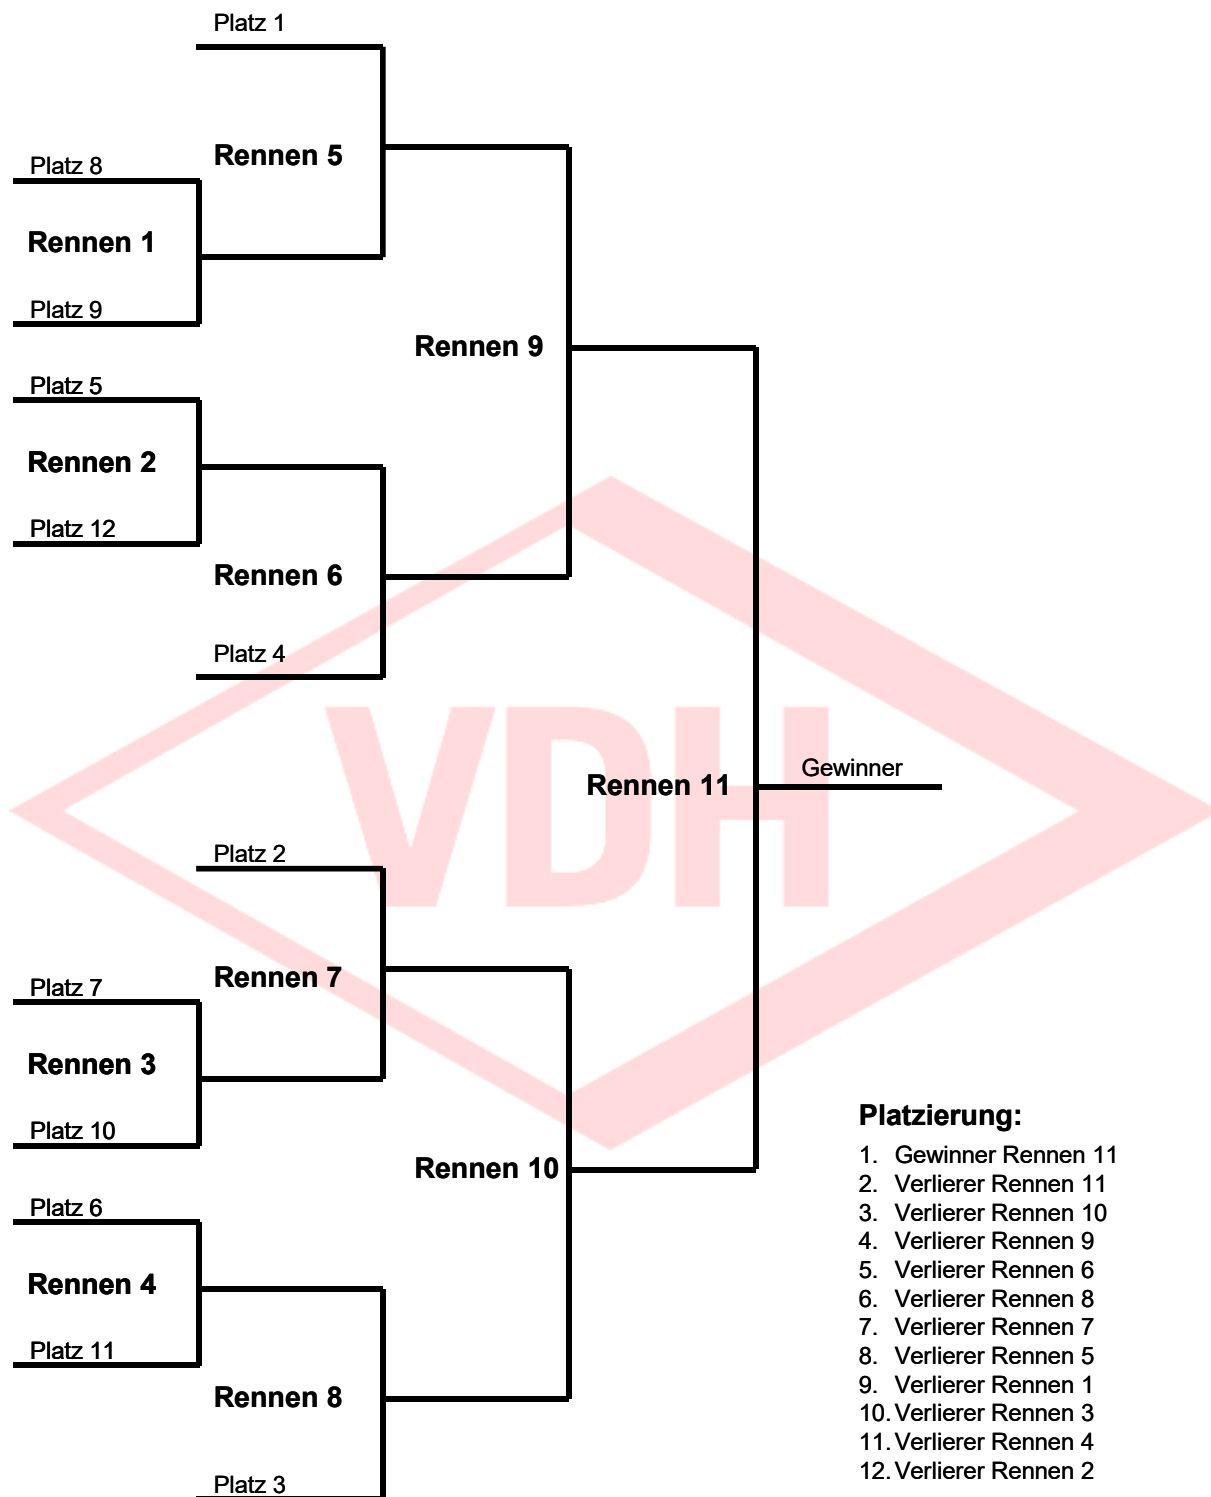 Platz 1
Rennen 5
Platz 8
Rennen 1
Platz 9
Rennen 9
Platz 5
Rennen 2
Platz 12
Rennen 6
Platz 4
VDH
Gewinner
Rennen 11
Platz 2
Rennen 7
Platz 7
Rennen 3
Platz 10
Rennen 10
Platz 6
Rennen 4
Platz 11
Rennen 8
Platz 3
Platzierung:
1. Gewinner Rennen 11
2. Verlierer Rennen 11
3. Verlierer Rennen 10
4. Verlierer Rennen 9
5. Verlierer Rennen 6
6. Verlierer Rennen 8
7. Verlierer Rennen 7
8. Verlierer Rennen 5
9. Verlierer Rennen 1
10. Verlierer Rennen 3
11. Verlierer Rennen 4
12. Verlierer Rennen 2